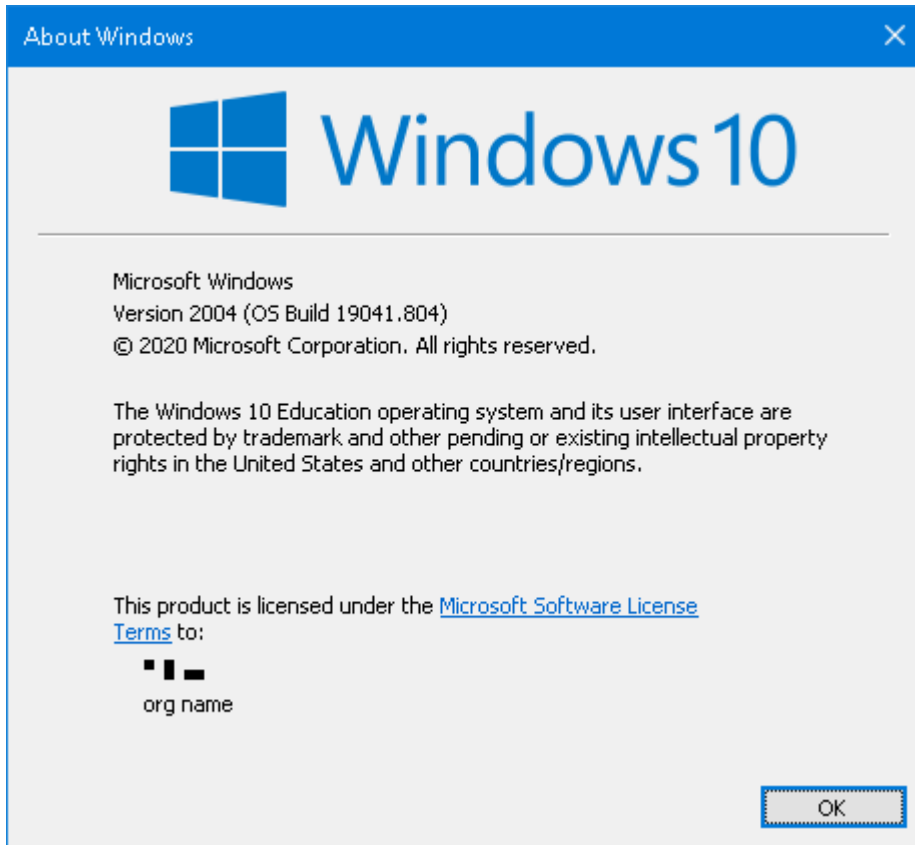 About Windows
Windows 10
Microsoft Windows
Version 2004 (OS Build 19041.804)
© 2020 Microsoft Corporation. All rights reserved.
The Windows 10 Education operating system and its user interface are
protected by trademark and other pending or existing intellectual property
rights in the United States and other countries/regions.
This product is licensed under the Microsoft Software License
Terms to:
org name
OK